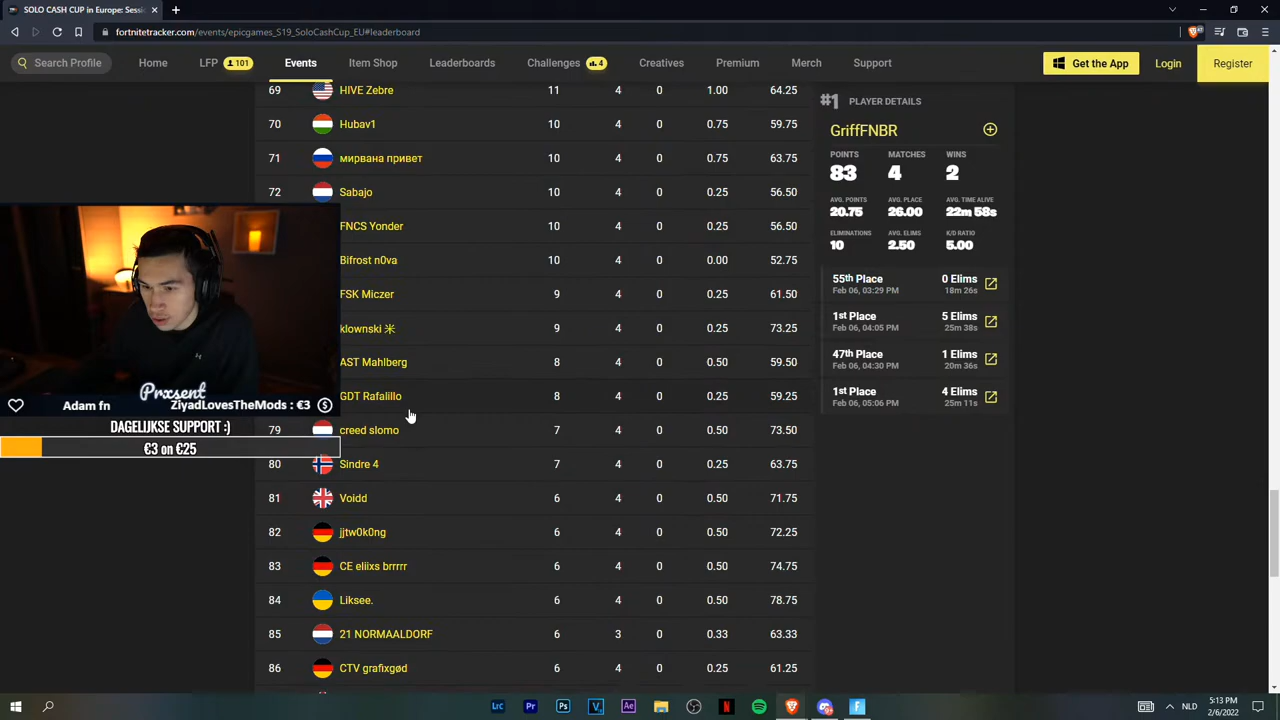 SOLO CASH CUP in Europe: Sessio
fortnitetracker.com/events/epicgames_S19_SoloCashCup_EU#leaderboard
Search Profile
Home
LFP 101
Events
Item Shop
Leaderboards
Challenges 4
Creatives
Premium
Merch
Support
Get the App
Login
Register
69 HIVE Zebre 11 4 0 1.00 64.25
70 Hubav1 10 4 0 0.75 59.75
71 мирвана привет 10 4 0 0.75 63.75
72 Sabajo 10 4 0 0.25 56.50
FNCS Yonder 10 4 0 0.25 56.50
Bifrost n0va 10 4 0 0.00 52.75
FSK Miczer 9 4 0 0.25 61.50
klownski 米 9 4 0 0.25 73.25
AST Mahlberg 8 4 0 0.50 59.50
GDT Rafalillo 8 4 0 0.25 59.25
79 creed slomo 7 4 0 0.50 73.50
80 Sindre 4 7 4 0 0.25 63.75
81 Voidd 6 4 0 0.50 71.75
82 jjtw0k0ng 6 4 0 0.50 72.25
83 CE eliixs brrrrr 6 4 0 0.50 74.75
84 Liksee. 6 4 0 0.50 78.75
85 21 NORMAALDORF 6 3 0 0.33 63.33
86 CTV grafixgød 6 4 0 0.25 61.25
#1 PLAYER DETAILS
GriffFNBR
POINTS MATCHES WINS
83 4 2
AVG. POINTS AVG. PLACE AVG. TIME ALIVE
20.75 26.00 22m 58s
ELIMINATIONS AVG. ELIMS K/D RATIO
10 2.50 5.00
55th Place 0 Elims
Feb 06, 03:29 PM 18m 26s
1st Place 5 Elims
Feb 06, 04:05 PM 25m 38s
47th Place 1 Elims
Feb 06, 04:30 PM 20m 36s
1st Place 4 Elims
Feb 06, 05:06 PM 25m 11s
Prxsent
Adam fn ZiyadLovesTheMods : €3
DAGELIJKSE SUPPORT :)
€3 on €25
Lrc Pr Ps V Ae N F
NLD
5:13 PM
2/6/2022